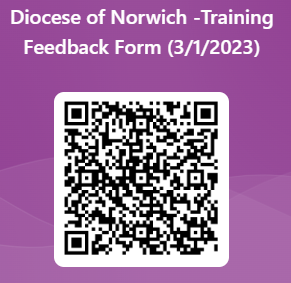 Diocese of Norwich -Training
Feedback Form (3/1/2023)